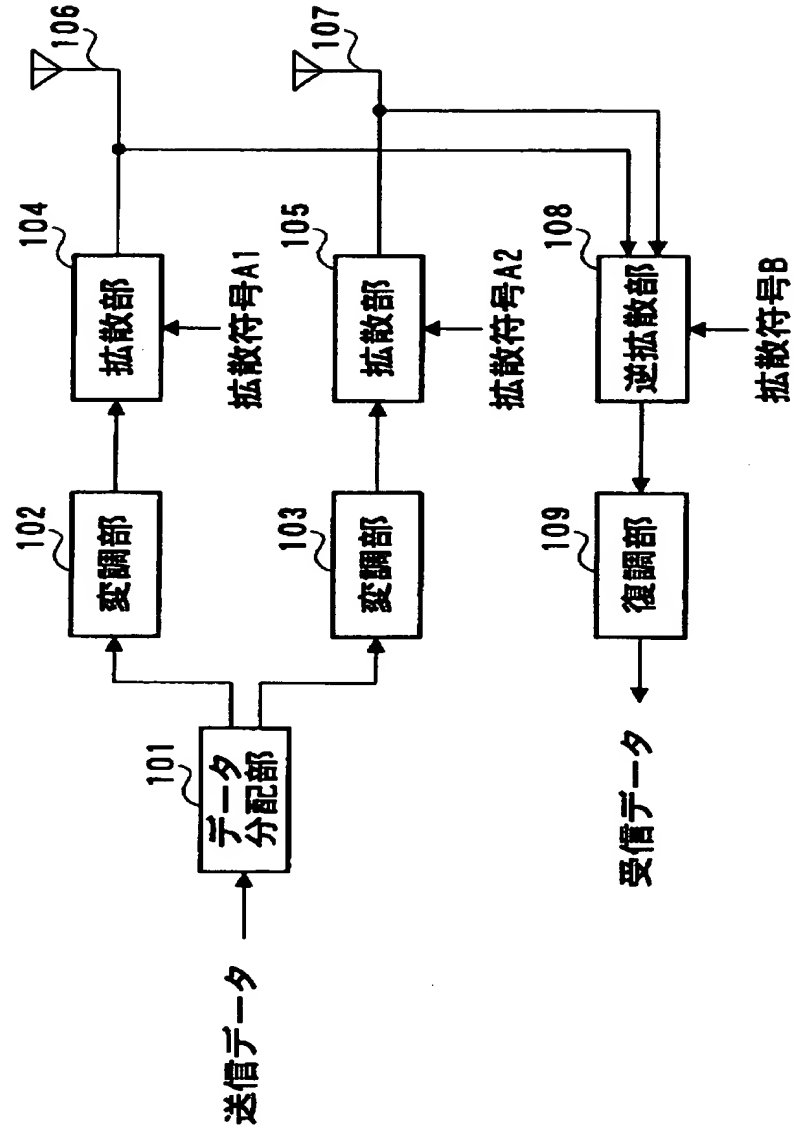 送信データ
101
データ
分配部
102
変調部
104
拡散部
拡散符号A1
106
103
変調部
105
拡散部
拡散符号A2
107
108
逆拡散部
拡散符号B
109
復調部
受信データ